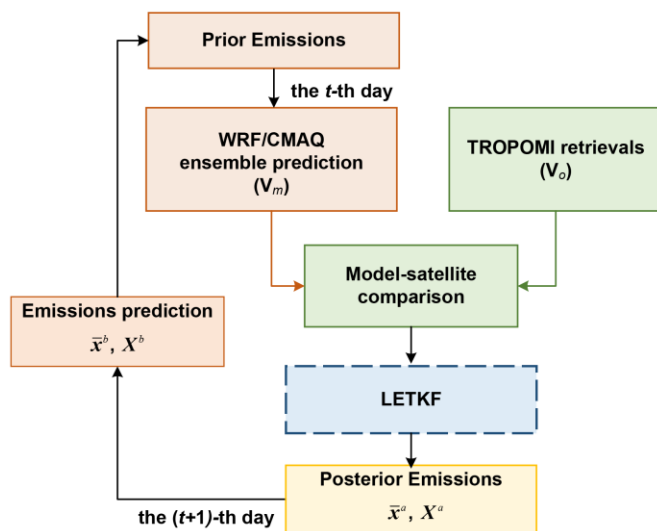 Prior Emissions
the t-th day
WRF/CMAQ
ensemble prediction
(Vₘ)
TROPOMI retrievals
(Vₒ)
Model-satellite
comparison
Emissions prediction
x̄ᵇ, Xᵇ
LETKF
Posterior Emissions
x̄ᵃ, Xᵃ
the (t+1)-th day